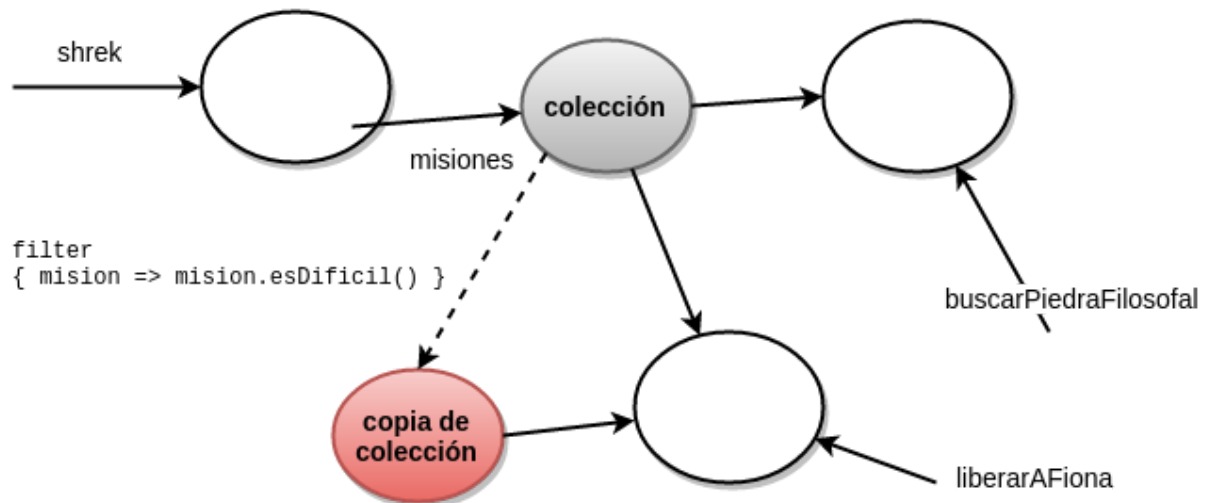 shrek
colección
misiones
filter
{ mision => mision.esDificil() }
buscarPiedraFilosofal
copia de
colección
liberarAFiona